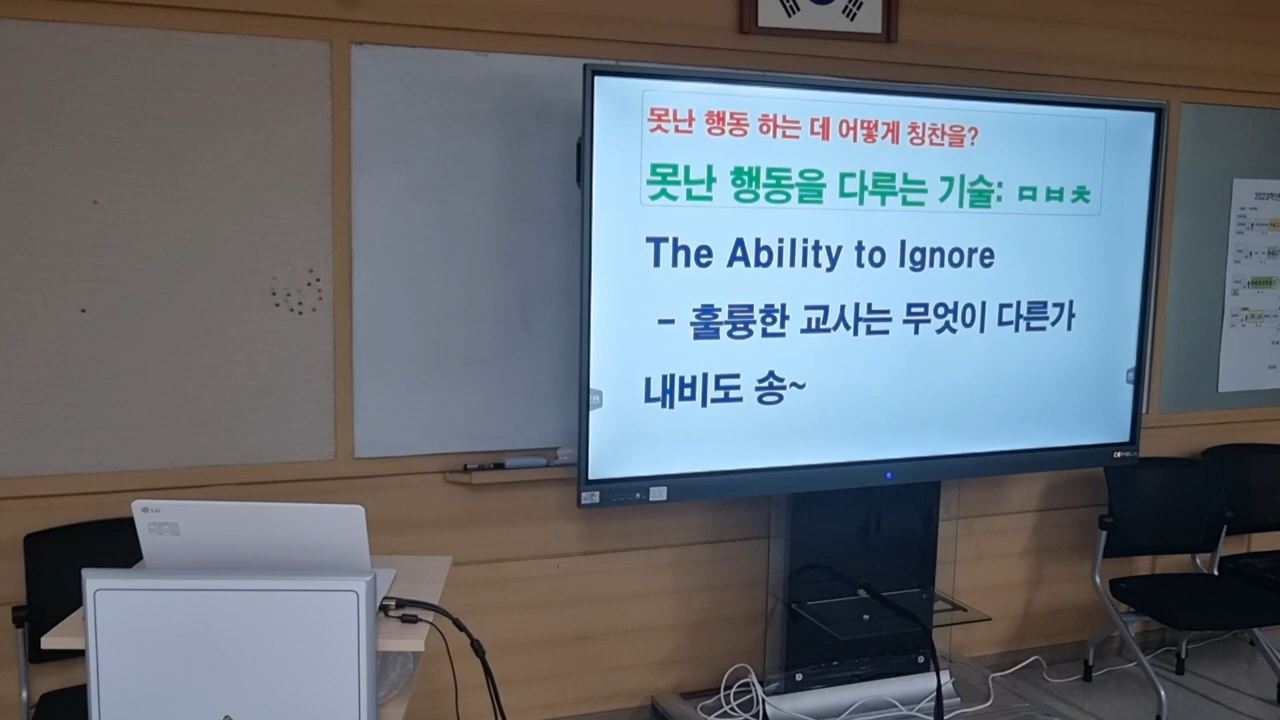 못난 행동 하는 데 어떻게 칭찬을?
못난 행동을 다루는 기술: ㅁㅂㅊ
The Ability to Ignore
- 훌륭한 교사는 무엇이 다른가
내비도 송~
LG